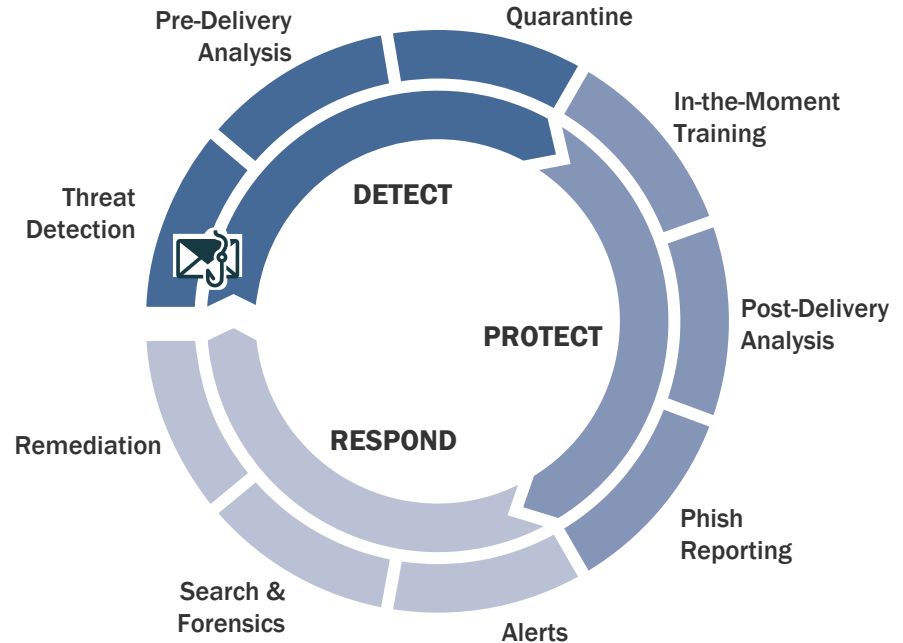 Pre-Delivery
Analysis
Quarantine
In-the-Moment
Training
Threat
Detection
DETECT
Post-Delivery
Analysis
PROTECT
RESPOND
Remediation
Phish
Reporting
Search &
Forensics
Alerts